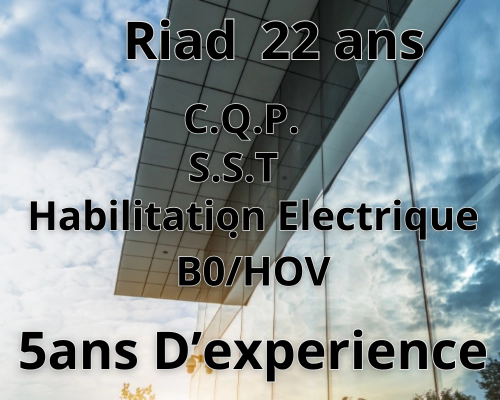 Riad 22 ans
C.Q.P.
S.S.T
Habilitation Electrique
B0/HOV
5ans D’experience